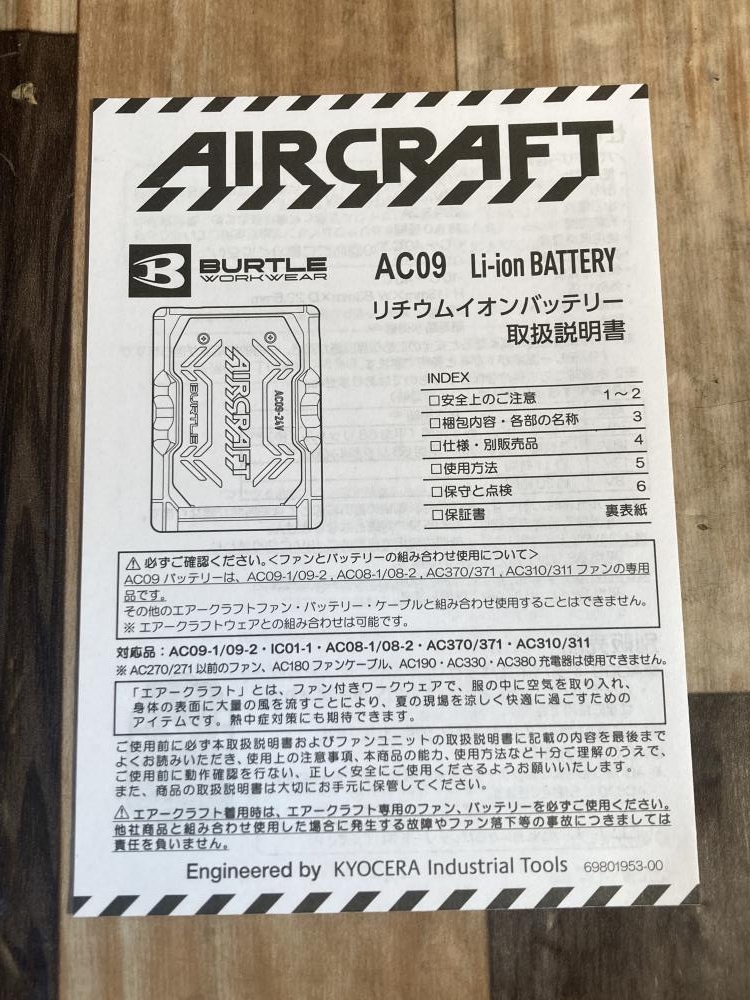 AIRCRAFT
BURTLE
WORKWEAR
AC09 Li-ion BATTERY
リチウムイオンバッテリー
取扱説明書
BURTLE
AIRCRAFT
AC09-24V
INDEX
□安全上のご注意 1〜2
□梱包内容・各部の名称 3
□仕様・別販売品 4
□使用方法 5
□保守と点検 6
□保証書 裏表紙
⚠必ずご確認ください。<ファンとバッテリーの組み合わせ使用について>
AC09 バッテリーは、AC09-1/09-2 , AC08-1/08-2 , AC370/371 , AC310/311 ファンの専用
品です。
その他のエアークラフトファン・バッテリー・ケーブルと組み合わせ使用することはできません。
※ エアークラフトウェアとの組み合わせは可能です。
対応品：AC09-1/09-2・IC01-1・AC08-1/08-2・AC370/371・AC310/311
※ AC270/271 以前のファン、AC180 ファンケーブル、AC190・AC330・AC380 充電器は使用できません。
「エアークラフト」とは、ファン付きワークウェアで、服の中に空気を取り入れ、
身体の表面に大量の風を流すことにより、夏の現場を涼しく快適に過ごすための
アイテムです。熱中症対策にも期待できます。
ご使用前に必ず本取扱説明書およびファンユニットの取扱説明書に記載の内容を最後まで
よくお読みいただき、使用上の注意事項、本商品の能力、使用方法など十分ご理解のうえで、
ご使用前に動作確認を行ない、正しく安全にご使用くださるようお願いいたします。
また、商品の取扱説明書は大切にお手元に保管してください。
⚠エアークラフト着用時は、エアークラフト専用のファン、バッテリーを必ずご使用ください。
他社商品と組み合わせ使用した場合に発生する故障やファン落下等の事故につきましては
責任を負いません。
Engineered by KYOCERA Industrial Tools 69801953-00